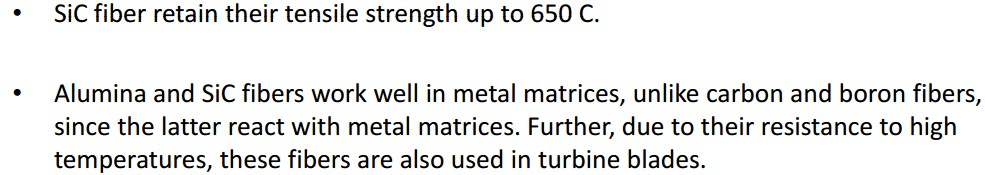 • SiC fiber retain their tensile strength up to 650 C.
• Alumina and SiC fibers work well in metal matrices, unlike carbon and boron fibers,
since the latter react with metal matrices. Further, due to their resistance to high
temperatures, these fibers are also used in turbine blades.